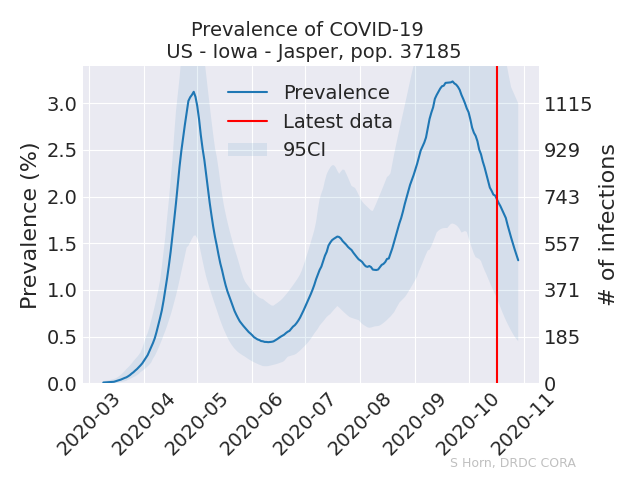 Prevalence of COVID-19
US - Iowa - Jasper, pop. 37185
Prevalence
Latest data
95CI
Prevalence (%)
3.0
2.5
2.0
1.5
1.0
0.5
0.0
1115
929
743
557
371
185
0
# of infections
2020-03
2020-04
2020-05
2020-06
2020-07
2020-08
2020-09
2020-10
2020-11
S Horn, DRDC CORA